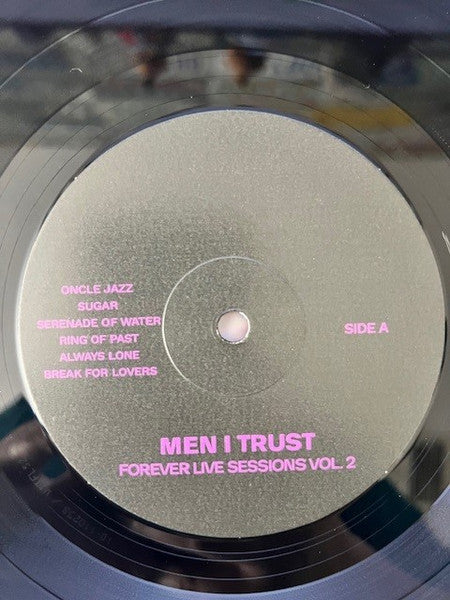 ONCLE JAZZ
SUGAR
SERENADE OF WATER
RING OF PAST
ALWAYS LONE
BREAK FOR LOVERS
SIDE A
MEN I TRUST
FOREVER LIVE SESSIONS VOL. 2